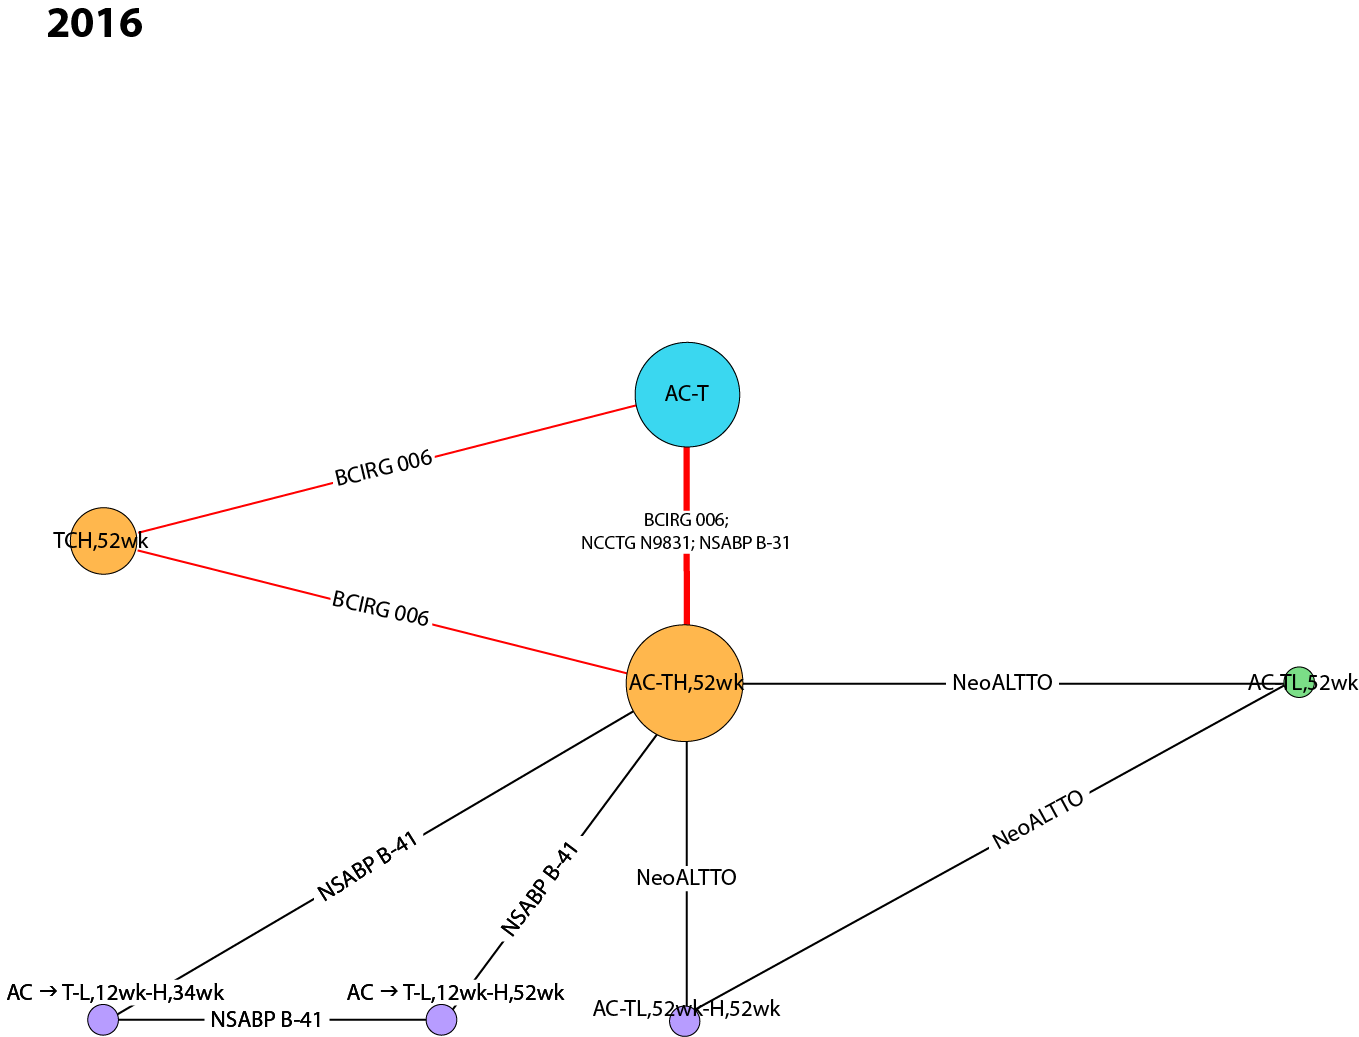 2016
AC-T
BCIRG 006
BCIRG 006;
NCCTG N9831; NSABP B-31
TCH,52wk
BCIRG 006
AC-TH,52wk
NeoALTTO
AC-TL,52wk
NeoALTTO
NSABP B-41
NSABP B-41
NeoALTTO
AC → T-L,12wk-H,34wk
AC → T-L,12wk-H,52wk
AC-TL,52wk-H,52wk
NSABP B-41